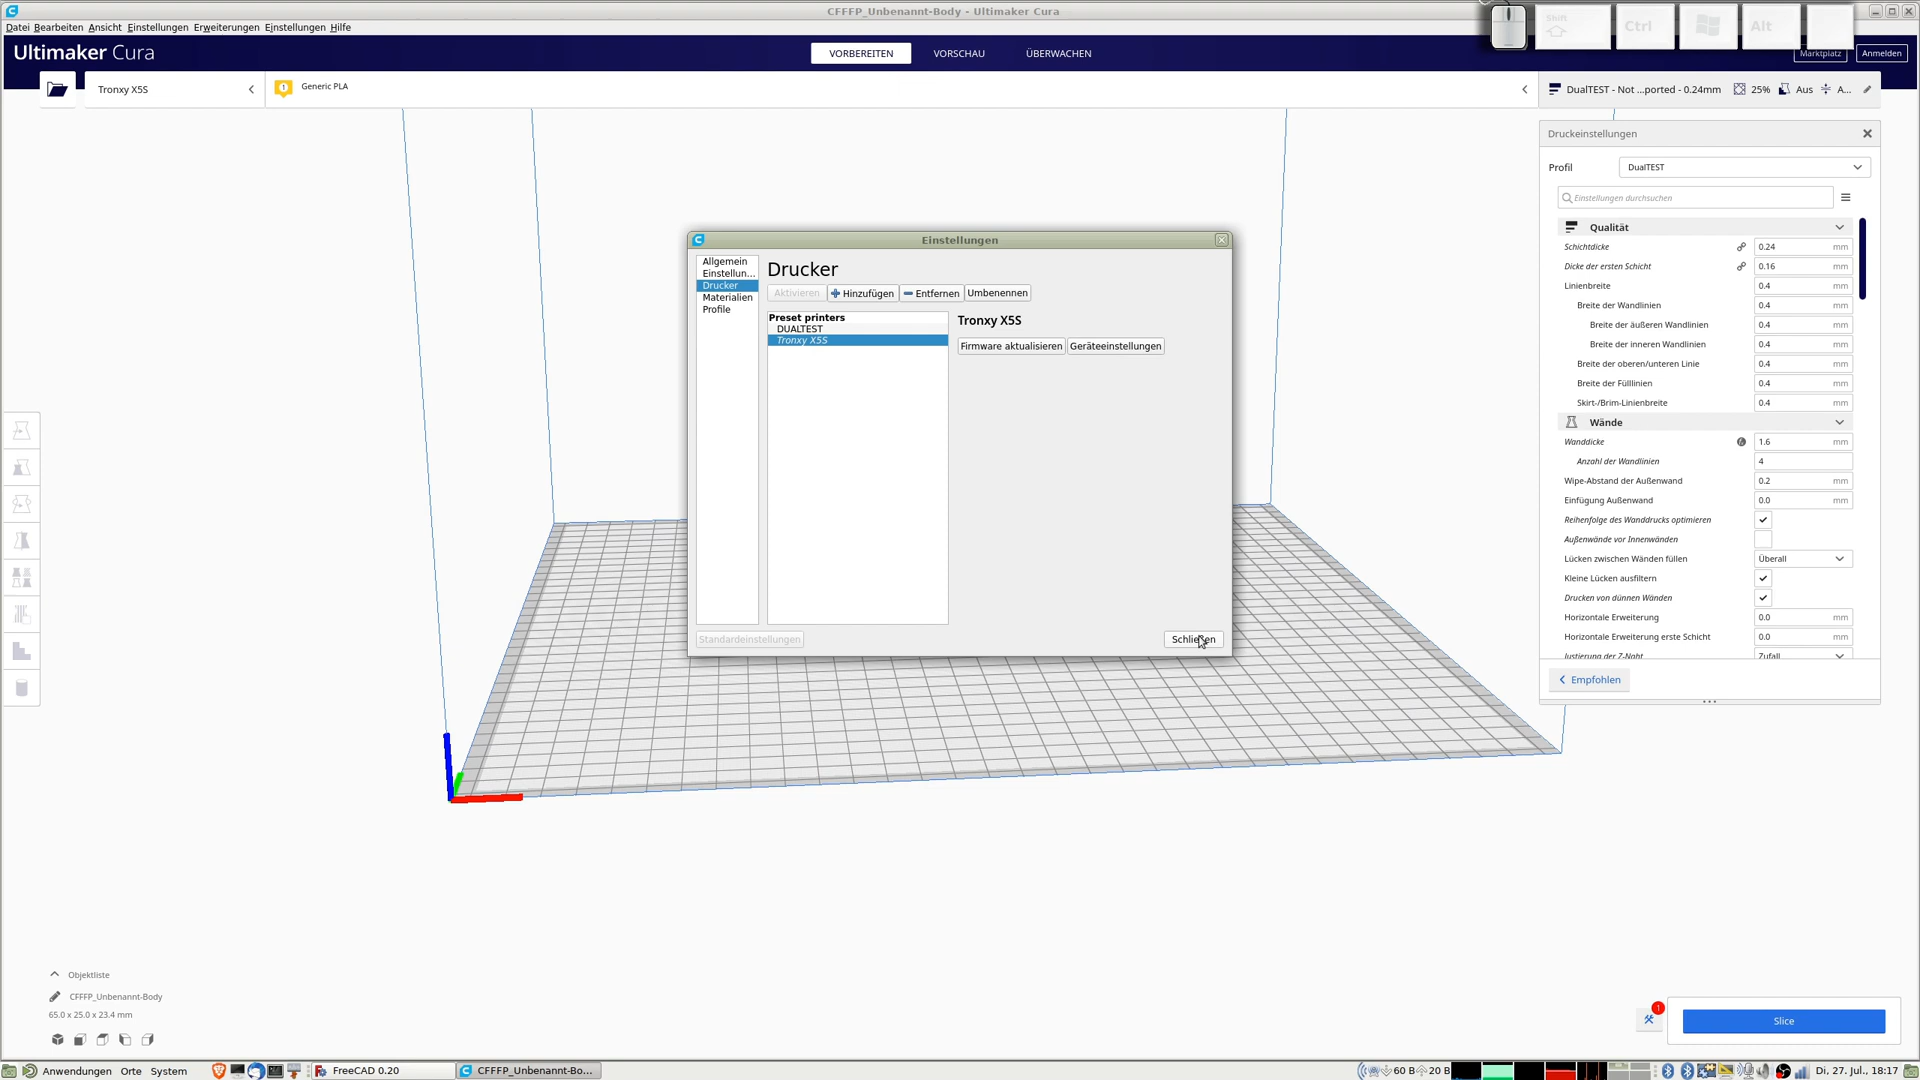 CFFFP_Unbenannt-Body - Ultimaker Cura
Datei Bearbeiten Ansicht Einstellungen Erweiterungen Einstellungen Hilfe
Shift Ctrl Alt
Ultimaker Cura
VORBEREITEN VORSCHAU ÜBERWACHEN
Marktplatz Anmelden
Tronxy X5S
1 Generic PLA
DualTEST - Not ...ported - 0.24mm 25% Aus A...
Druckeinstellungen
Profil DualTEST
Einstellungen durchsuchen
Qualität
Schichtdicke 0.24 mm
Dicke der ersten Schicht 0.16 mm
Linienbreite 0.4 mm
Breite der Wandlinien 0.4 mm
Breite der äußeren Wandlinien 0.4 mm
Breite der inneren Wandlinien 0.4 mm
Breite der oberen/unteren Linie 0.4 mm
Breite der Fülllinien 0.4 mm
Skirt-/Brim-Linienbreite 0.4 mm
Wände
Wanddicke 1.6 mm
Anzahl der Wandlinien 4
Wipe-Abstand der Außenwand 0.2 mm
Einfügung Außenwand 0.0 mm
Reihenfolge des Wanddrucks optimieren
Außenwände vor Innenwänden
Lücken zwischen Wänden füllen Überall
Kleine Lücken ausfiltern
Drucken von dünnen Wänden
Horizontale Erweiterung 0.0 mm
Horizontale Erweiterung erste Schicht 0.0 mm
Justierung der Z-Naht Zufall
Empfohlen
Einstellungen
Allgemein
Einstellun...
Drucker
Materialien
Profile
Drucker
Aktivieren Hinzufügen Entfernen Umbenennen
Preset printers
DUALTEST
Tronxy X5S
Tronxy X5S
Firmware aktualisieren Geräteeinstellungen
Standardeinstellungen
Schließen
Objektliste
CFFFP_Unbenannt-Body
65.0 x 25.0 x 23.4 mm
1
Slice
Anwendungen Orte System
FreeCAD 0.20
CFFFP_Unbenannt-Bo...
60 B 20 B
Di, 27. Jul., 18:17